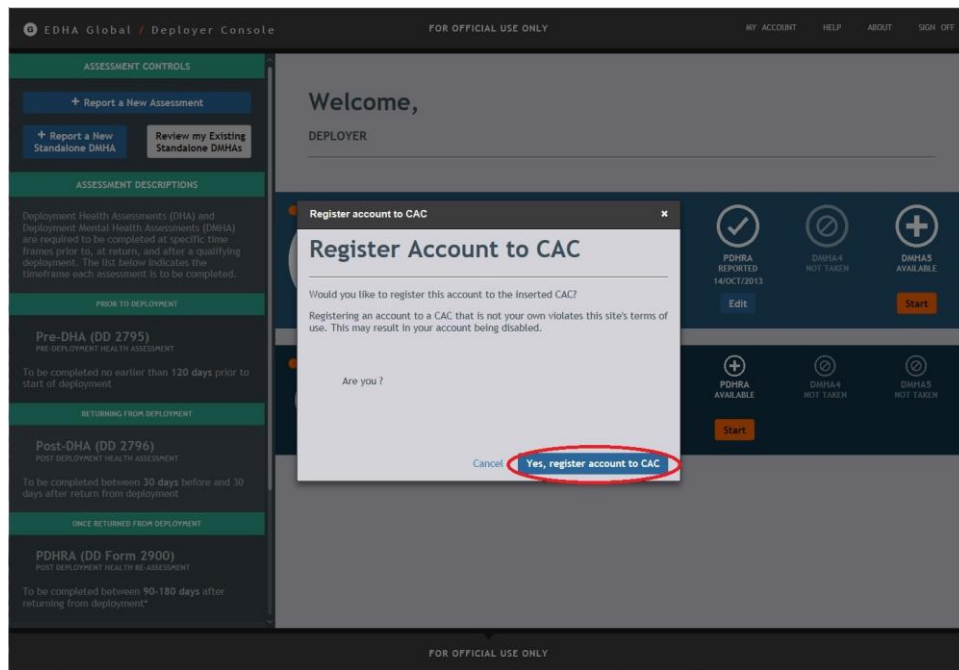 G EDHA Global / Deployer Console
FOR OFFICIAL USE ONLY
MY ACCOUNT HELP ABOUT SIGN OFF
ASSESSMENT CONTROLS
+ Report a New Assessment
+ Report a New
Standalone DMHA
Review my Existing
Standalone DMHAs
ASSESSMENT DESCRIPTIONS
Deployment Health Assessments (DHA) and
Deployment Mental Health Assessments (DMHA)
are required to be completed at specific time
frames prior to, at return, and after a qualifying
deployment. The list below indicates the
timeframe each assessment is to be completed.
PRIOR TO DEPLOYMENT
Pre-DHA (DD 2795)
PRE-DEPLOYMENT HEALTH ASSESSMENT
To be completed no earlier than 120 days prior to
start of deployment
RETURNING FROM DEPLOYMENT
Post-DHA (DD 2796)
POST DEPLOYMENT HEALTH ASSESSMENT
To be completed between 30 days before and 30
days after return from deployment
ONCE RETURNED FROM DEPLOYMENT
PDHRA (DD Form 2900)
POST DEPLOYMENT HEALTH RE-ASSESSMENT
To be completed between 90-180 days after
returning from deployment*
Welcome,
DEPLOYER
Register account to CAC ×
Register Account to CAC
Would you like to register this account to the inserted CAC?
Registering an account to a CAC that is not your own violates this site's terms of
use. This may result in your account being disabled.
Are you ?
Cancel Yes, register account to CAC
PDHRA
REPORTED
14/OCT/2013
Edit
DMHA4
NOT TAKEN
DMHA5
AVAILABLE
Start
PDHRA
AVAILABLE
Start
DMHA4
NOT TAKEN
DMHA5
NOT TAKEN
FOR OFFICIAL USE ONLY